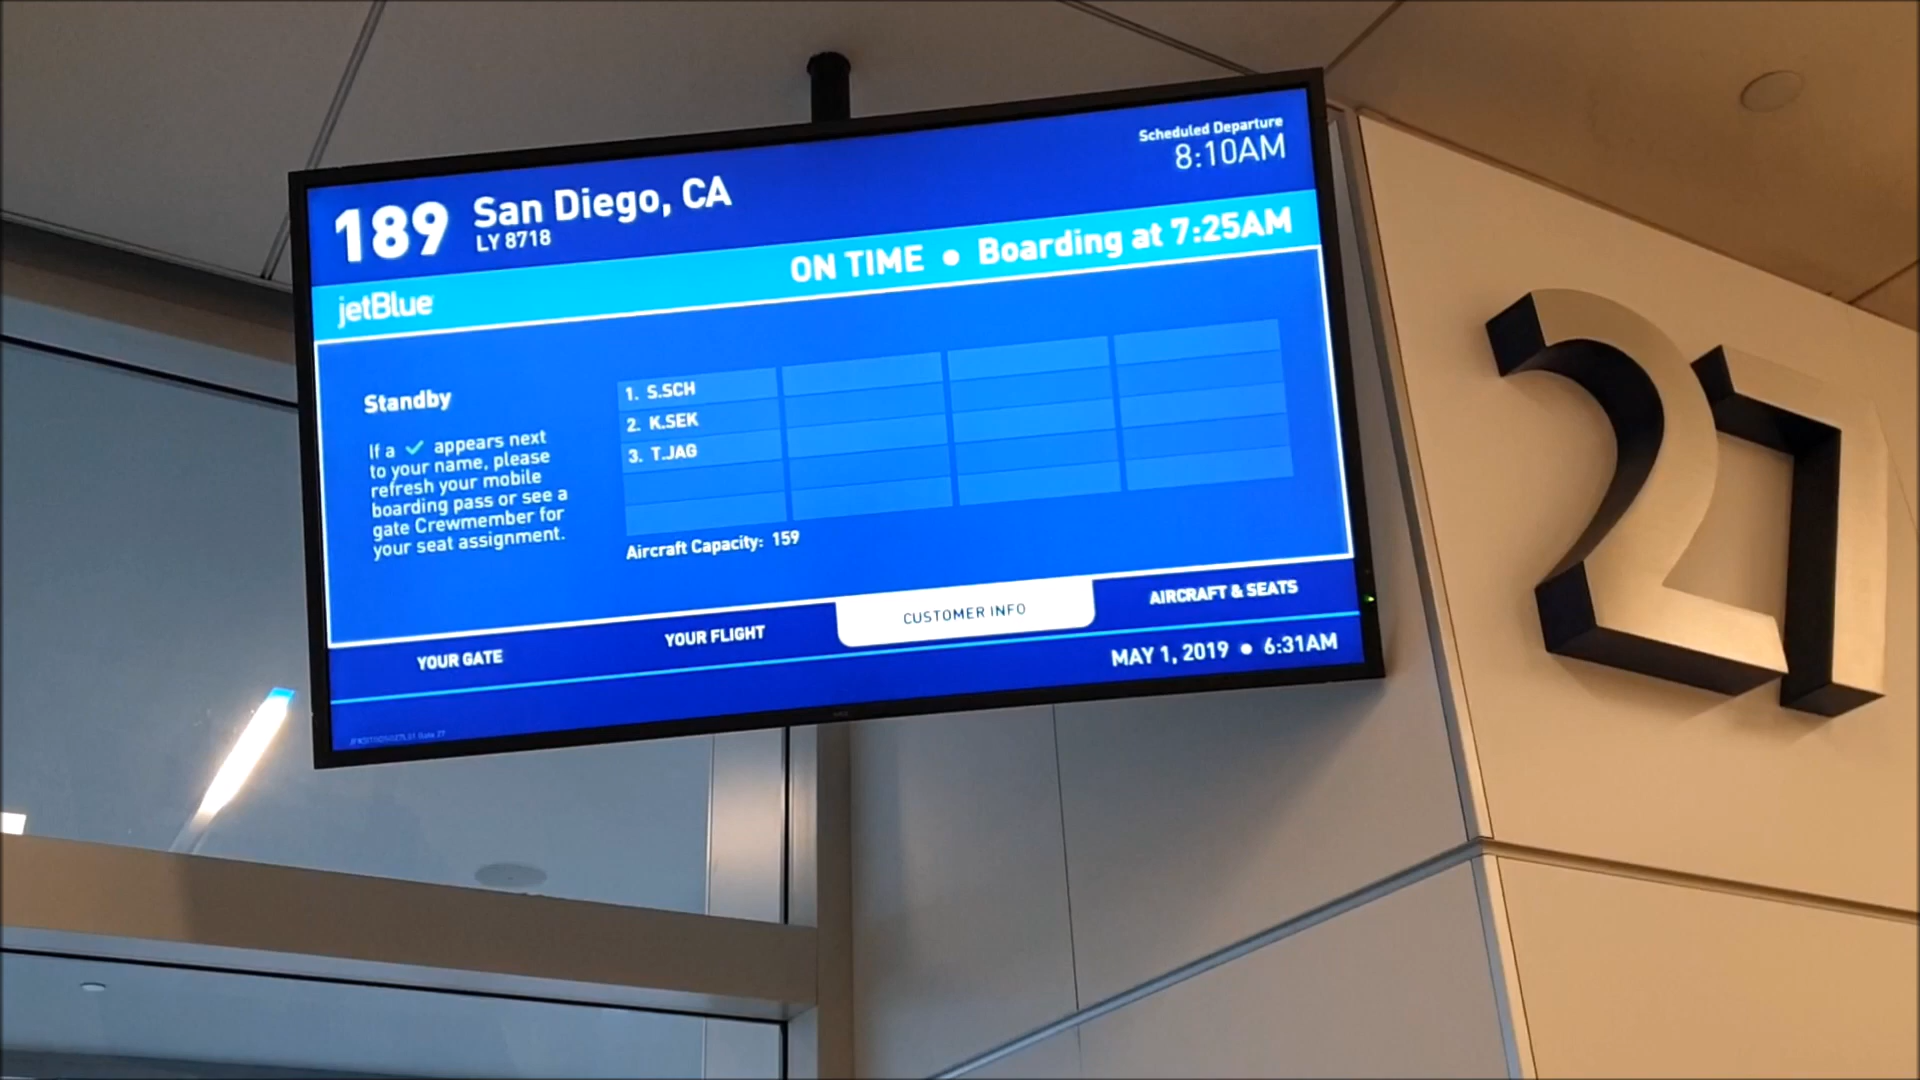 Scheduled Departure
8:10AM
189
San Diego, CA
LY 8718
ON TIME • Boarding at 7:25AM
jetBlue
Standby
If a ✓ appears next
to your name, please
refresh your mobile
boarding pass or see a
gate Crewmember for
your seat assignment.
1. S.SCH
2. K.SEK
3. T.JAG
Aircraft Capacity: 159
YOUR GATE
YOUR FLIGHT
CUSTOMER INFO
AIRCRAFT & SEATS
MAY 1, 2019 • 6:31AM
Gate 27
27